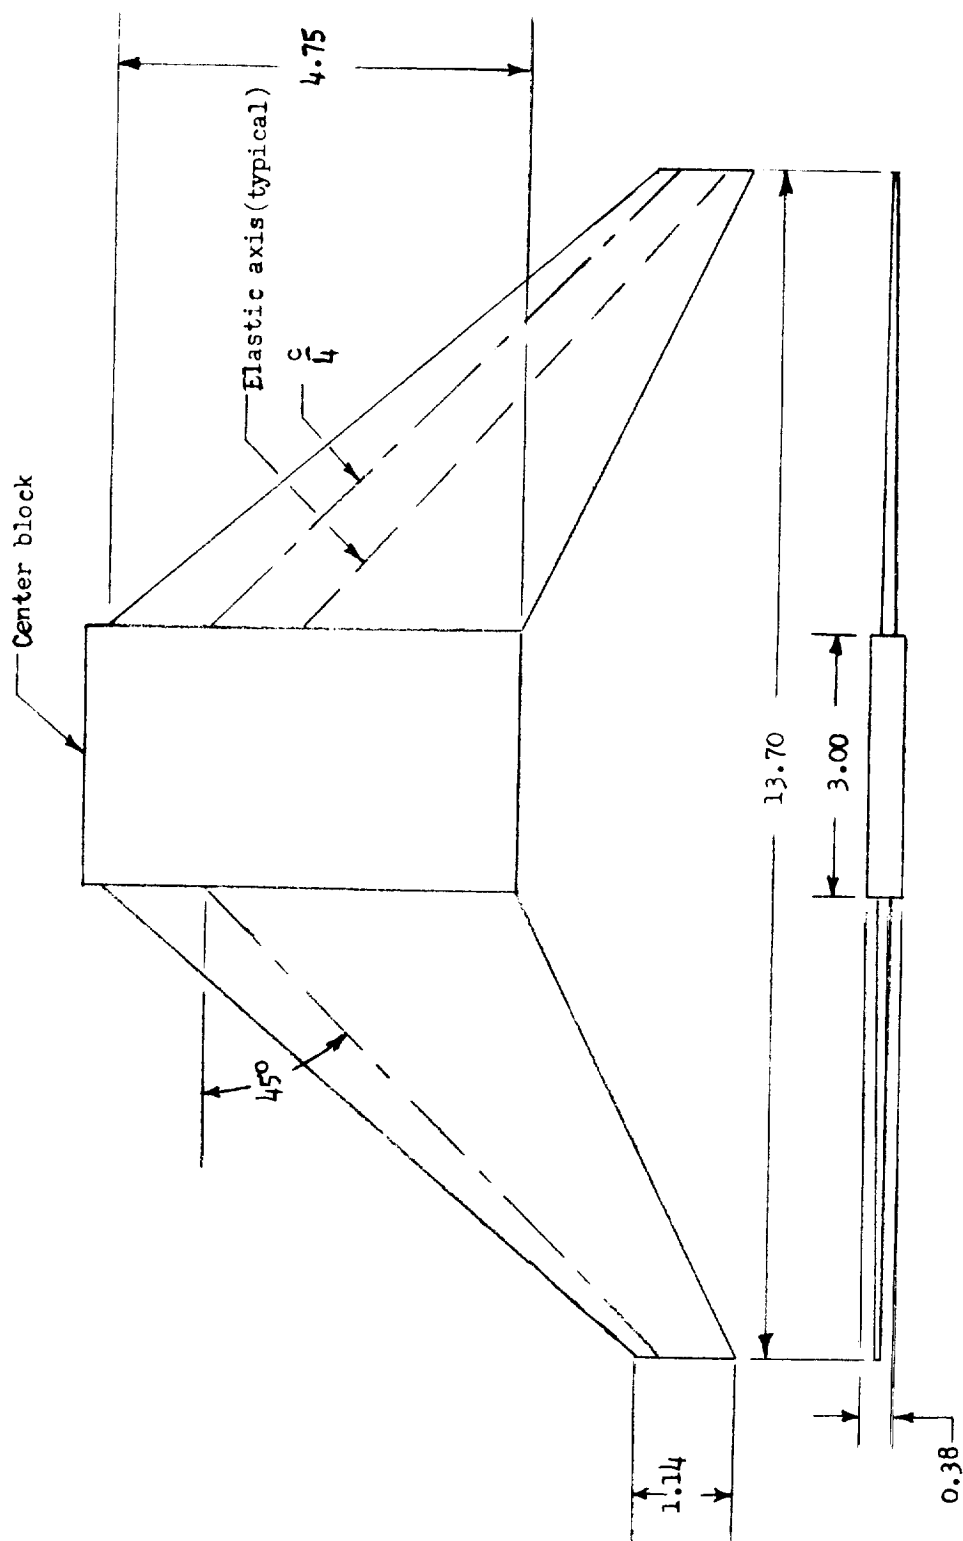 Center block
4.75
Elastic axis(typical)
c
4
45°
13.70
3.00
1.14
0.38